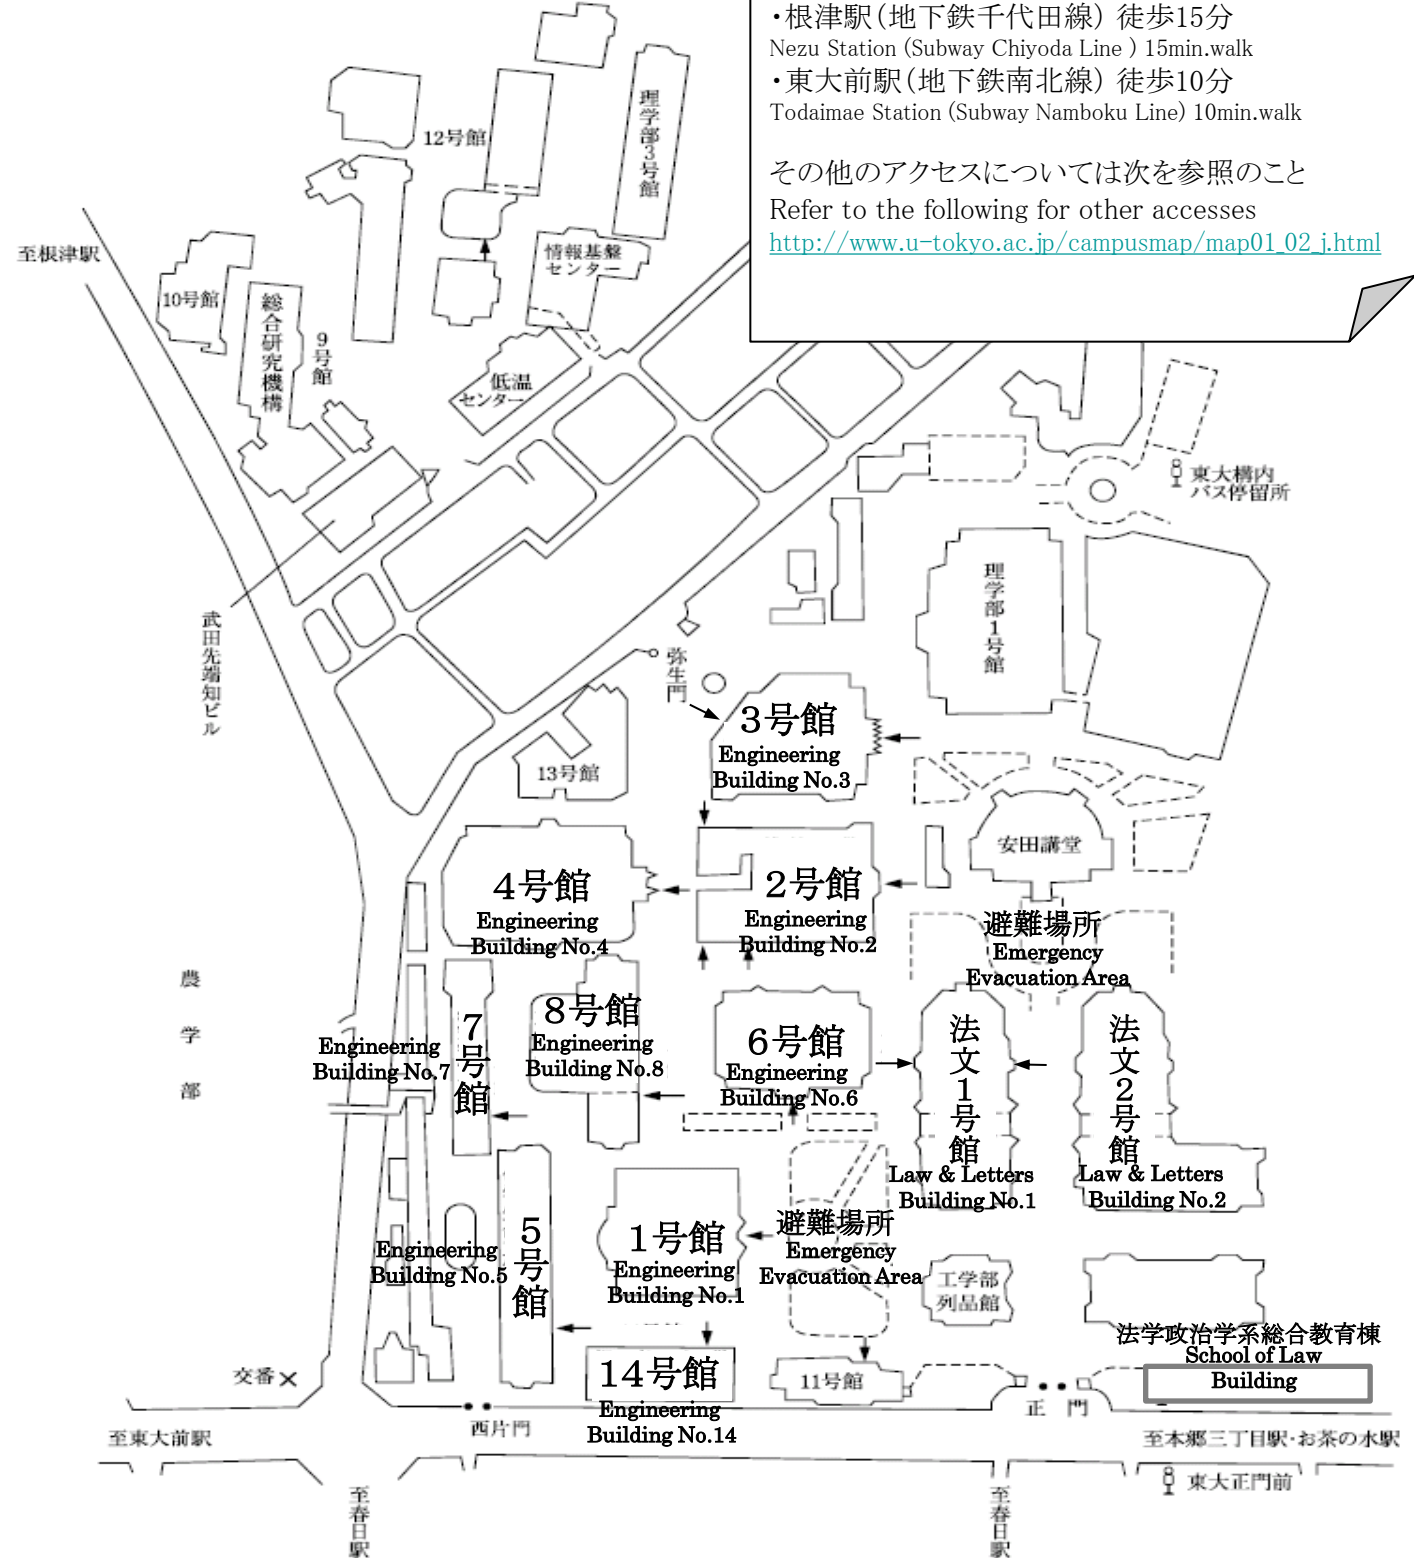 ・根津駅（地下鉄千代田線） 徒歩15分
Nezu Station (Subway Chiyoda Line ) 15min.walk
・東大前駅（地下鉄南北線） 徒歩10分
Todaimae Station (Subway Namboku Line) 10min.walk
その他のアクセスについては次を参照のこと
Refer to the following for other accesses
http://www.u-tokyo.ac.jp/campusmap/map01_02_j.html
理学部3号館
12号館
至根津駅
情報基盤
センター
10号館
総合研究機構
9号館
低温
センター
東大構内
バス停留所
理学部1号館
武田先端知ビル
弥生門
3号館
Engineering
Building No.3
13号館
安田講堂
4号館
Engineering
Building No.4
2号館
Engineering
Building No.2
避難場所
Emergency
Evacuation Area
農学部
7号館
Engineering
Building No.7
8号館
Engineering
Building No.8
6号館
Engineering
Building No.6
法文1号館
Law & Letters
Building No.1
法文2号館
Law & Letters
Building No.2
5号館
Engineering
Building No.5
1号館
Engineering
Building No.1
避難場所
Emergency
Evacuation Area
工学部
列品館
法学政治学系総合教育棟
School of Law
Building
交番
14号館
Engineering
Building No.14
11号館
正門
西片門
至東大前駅
至本郷三丁目駅・お茶の水駅
東大正門前
至春日駅
至春日駅